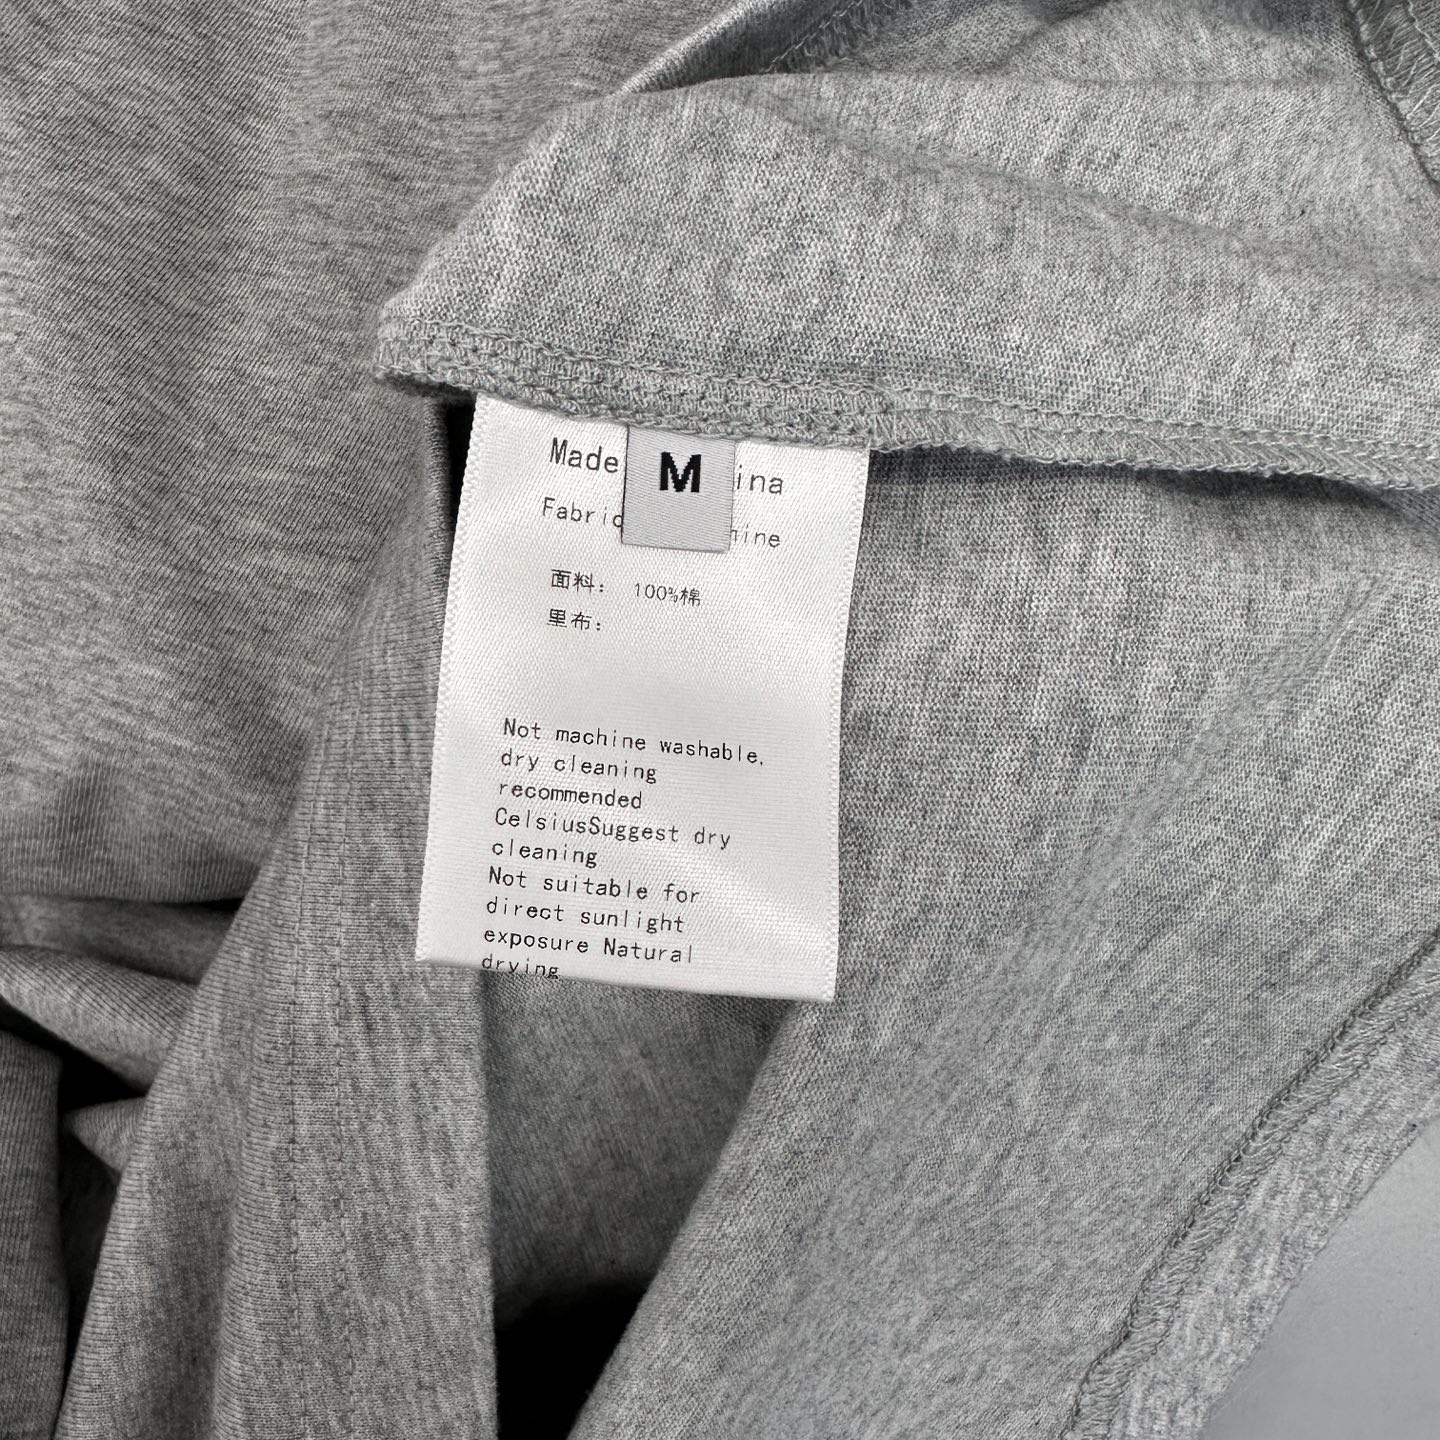 Made ina
M
Fabric
面料: 100%棉
里布:
Not machine washable.
dry cleaning
recommended
CelsiusSuggest dry
cleaning
Not suitable for
direct sunlight
exposure Natural
drying